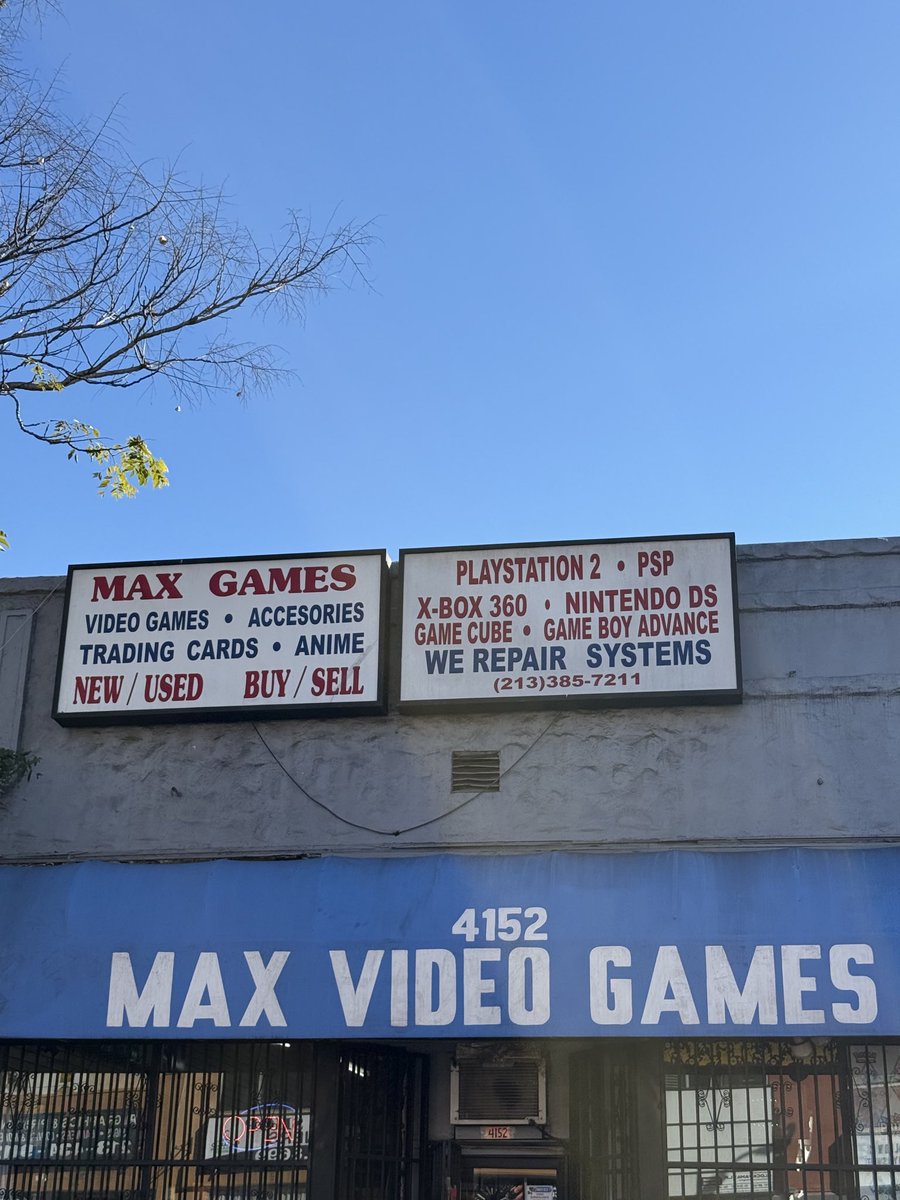 MAX GAMES
VIDEO GAMES • ACCESORIES
TRADING CARDS • ANIME
NEW / USED BUY / SELL
PLAYSTATION 2 • PSP
X-BOX 360 • NINTENDO DS
GAME CUBE • GAME BOY ADVANCE
WE REPAIR SYSTEMS
(213)385-7211
4152
MAX VIDEO GAMES
OPEN
4152